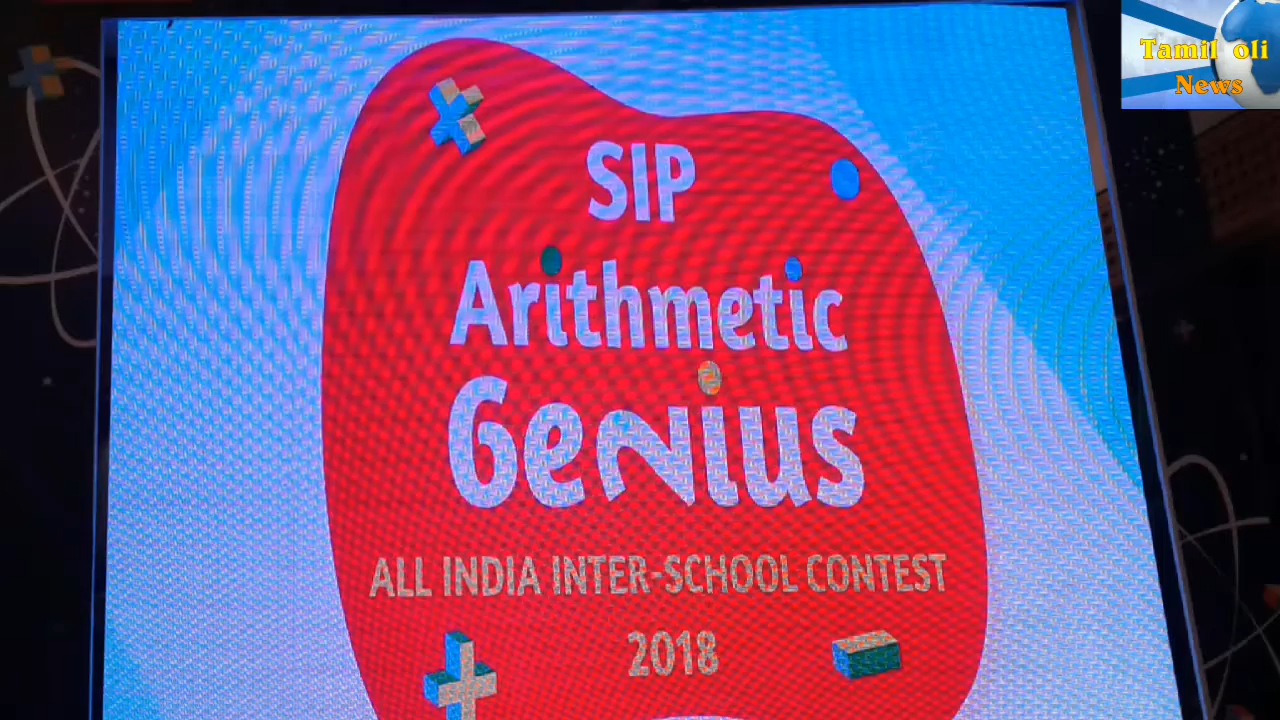 Tamil oli
News
SIP
Arithmetic
Genius
ALL INDIA INTER-SCHOOL CONTEST
2018